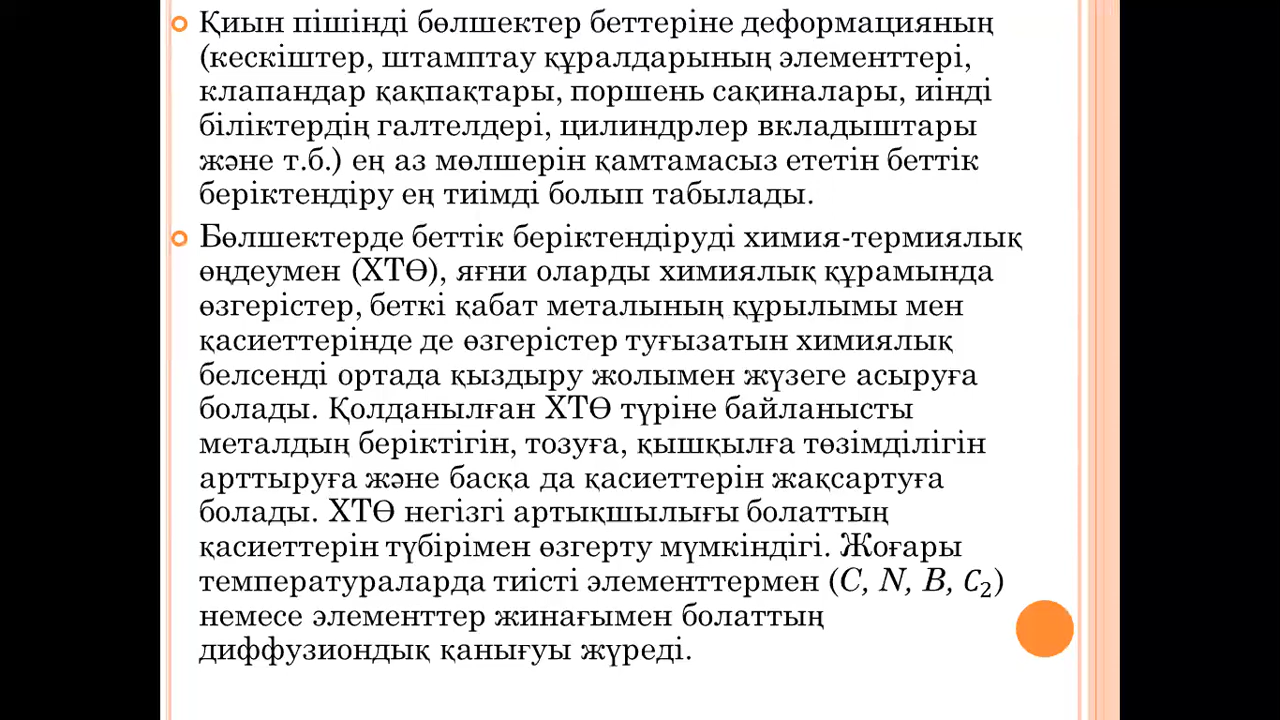 Қиын пішінді бөлшектер беттеріне деформацияның
(кескіштер, штамптау құралдарының элементтері,
клапандар қақпақтары, поршень сақиналары, иінді
біліктердің галтелдері, цилиндрлер вкладыштары
және т.б.) ең аз мөлшерін қамтамасыз ететін беттік
беріктендіру ең тиімді болып табылады.
Бөлшектерде беттік беріктендіруді химия-термиялық
өңдеумен (ХТӨ), яғни оларды химиялық құрамында
өзгерістер, беткі қабат металының құрылымы мен
қасиеттерінде де өзгерістер туғызатын химиялық
белсенді ортада қыздыру жолымен жүзеге асыруға
болады. Қолданылған ХТӨ түріне байланысты
металдың беріктігін, тозуға, қышқылға төзімділігін
арттыруға және басқа да қасиеттерін жақсартуға
болады. ХТӨ негізгі артықшылығы болаттың
қасиеттерін түбірімен өзгерту мүмкіндігі. Жоғары
температураларда тиісті элементтермен (C, N, B, C₂)
немесе элементтер жинағымен болаттың
диффузиондық қанығуы жүреді.